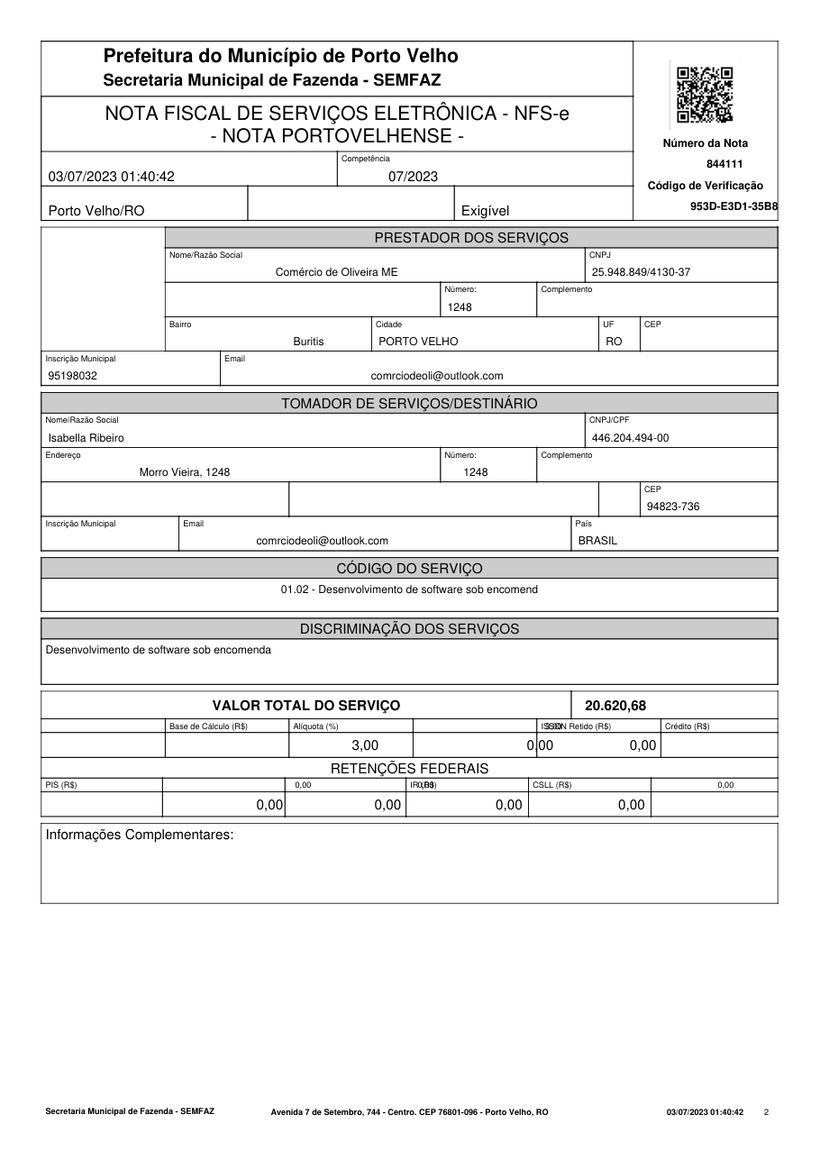 Prefeitura do Município de Porto Velho
Secretaria Municipal de Fazenda - SEMFAZ
NOTA FISCAL DE SERVIÇOS ELETRÔNICA - NFS-e
- NOTA PORTOVELHENSE -
Número da Nota
844111
Código de Verificação
953D-E3D1-35B8
Competência
03/07/2023 01:40:42 07/2023
Porto Velho/RO Exigível
PRESTADOR DOS SERVIÇOS
Nome/Razão Social CNPJ
Comércio de Oliveira ME 25.948.849/4130-37
Número: Complemento
1248
Bairro Cidade UF CEP
Buritis PORTO VELHO RO
Inscrição Municipal Email
95198032 comrciodeoli@outlook.com
TOMADOR DE SERVIÇOS/DESTINÁRIO
Nome/Razão Social CNPJ/CPF
Isabella Ribeiro 446.204.494-00
Endereço Número: Complemento
Morro Vieira, 1248 1248
CEP
94823-736
Inscrição Municipal Email País
comrciodeoli@outlook.com BRASIL
CÓDIGO DO SERVIÇO
01.02 - Desenvolvimento de software sob encomend
DISCRIMINAÇÃO DOS SERVIÇOS
Desenvolvimento de software sob encomenda
VALOR TOTAL DO SERVIÇO 20.620,68
Base de Cálculo (R$) Alíquota (%) Retido (R$) Crédito (R$)
3,00 0,00 0,00
RETENÇÕES FEDERAIS
PIS (R$) 0,00 CSLL (R$) 0,00
0,00 0,00 0,00 0,00
Informações Complementares:
Secretaria Municipal de Fazenda - SEMFAZ Avenida 7 de Setembro, 744 - Centro. CEP 76801-096 - Porto Velho, RO 03/07/2023 01:40:42 2